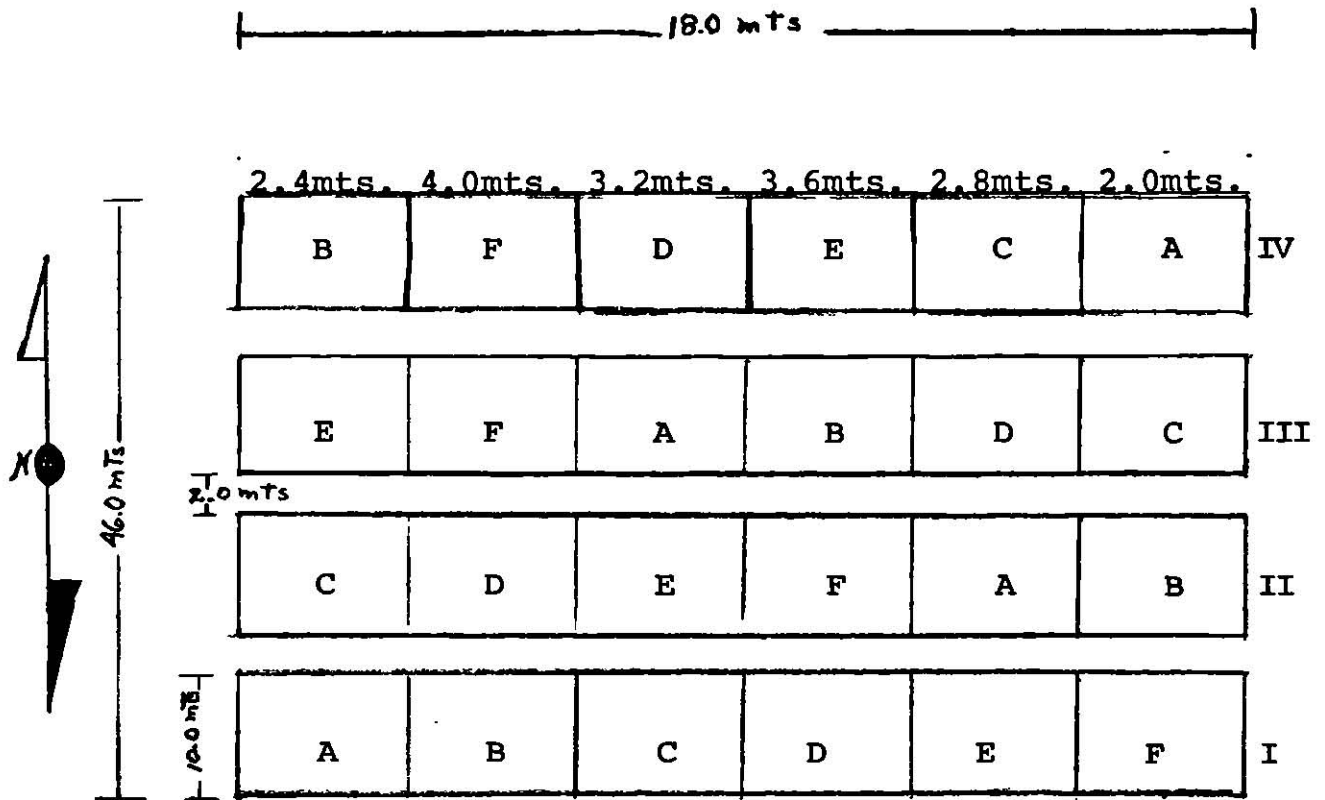 18.0 mts
2.4mts. 4.0mts. 3.2mts. 3.6mts. 2.8mts. 2.0mts.
B F D E C A IV
E F A B D C III
N
46.0 mts
2.0 mts
C D E F A B II
10.0 mts
A B C D E F I